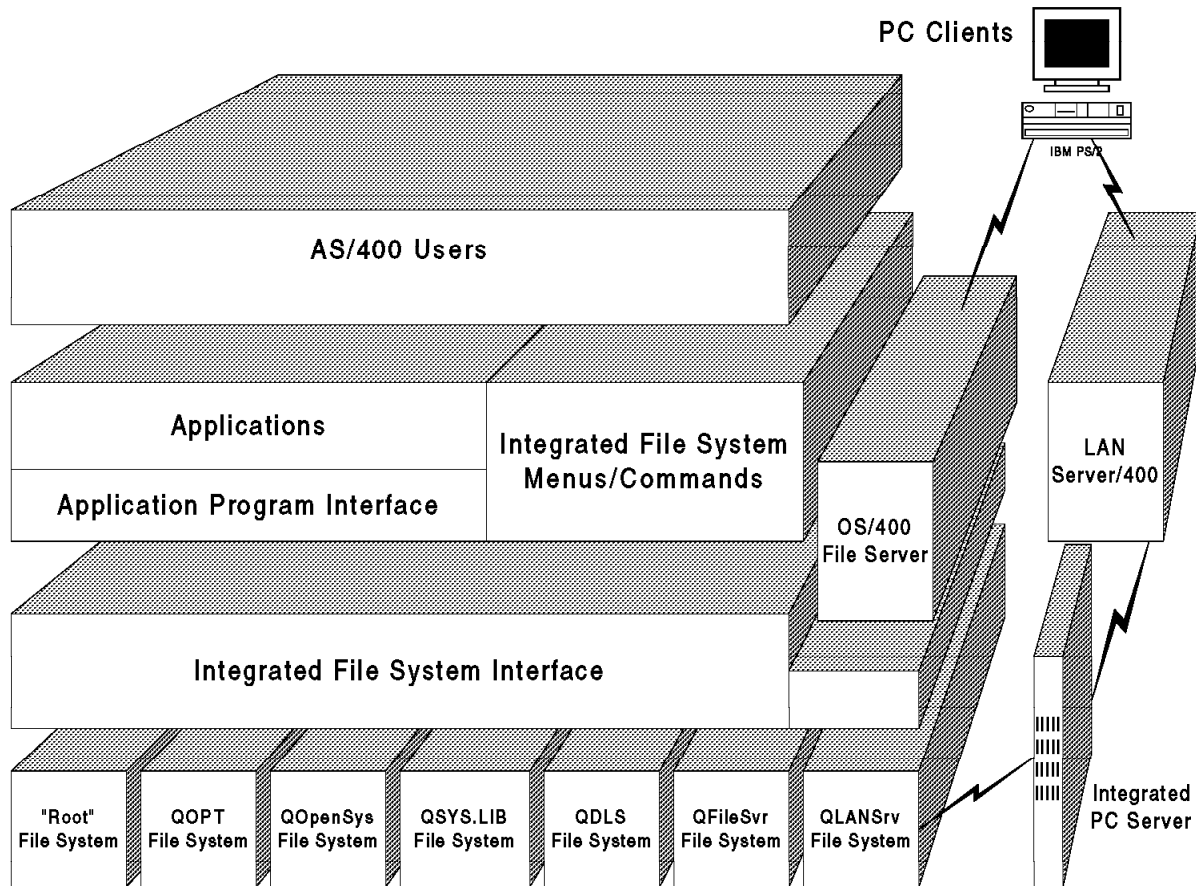 PC Clients
IBM PS/2
AS/400 Users
Applications
Application Program Interface
Integrated File System
Menus/Commands
OS/400
File Server
LAN
Server/400
Integrated File System Interface
"Root"
File System
QOPT
File System
QOpenSys
File System
QSYS.LIB
File System
QDLS
File System
QFileSvr
File System
QLANSrv
File System
Integrated
PC Server